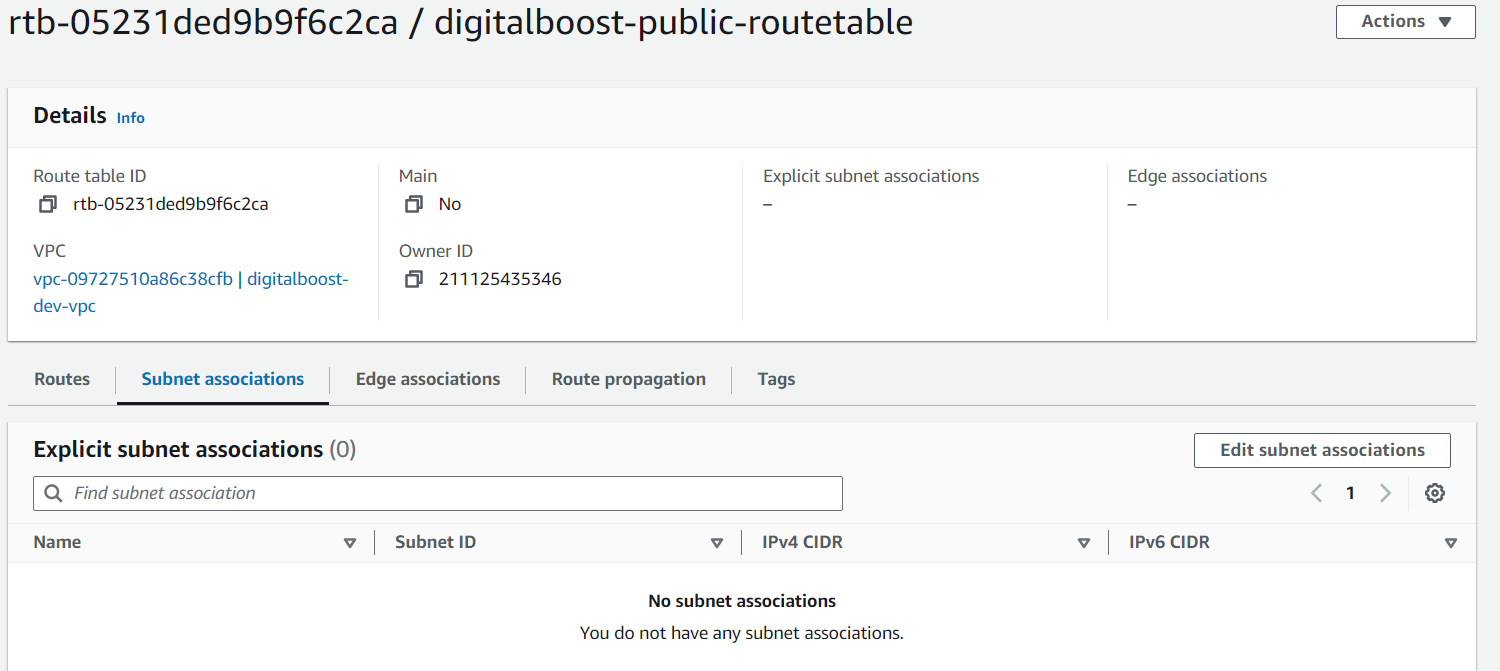 rtb-05231ded9b9f6c2ca / digitalboost-public-routetable
Actions
Details Info
Route table ID
rtb-05231ded9b9f6c2ca
Main
No
Explicit subnet associations
–
Edge associations
–
VPC
vpc-09727510a86c38cfb | digitalboost-
dev-vpc
Owner ID
211125435346
Routes
Subnet associations
Edge associations
Route propagation
Tags
Explicit subnet associations (0)
Edit subnet associations
Find subnet association
1
Name
Subnet ID
IPv4 CIDR
IPv6 CIDR
No subnet associations
You do not have any subnet associations.